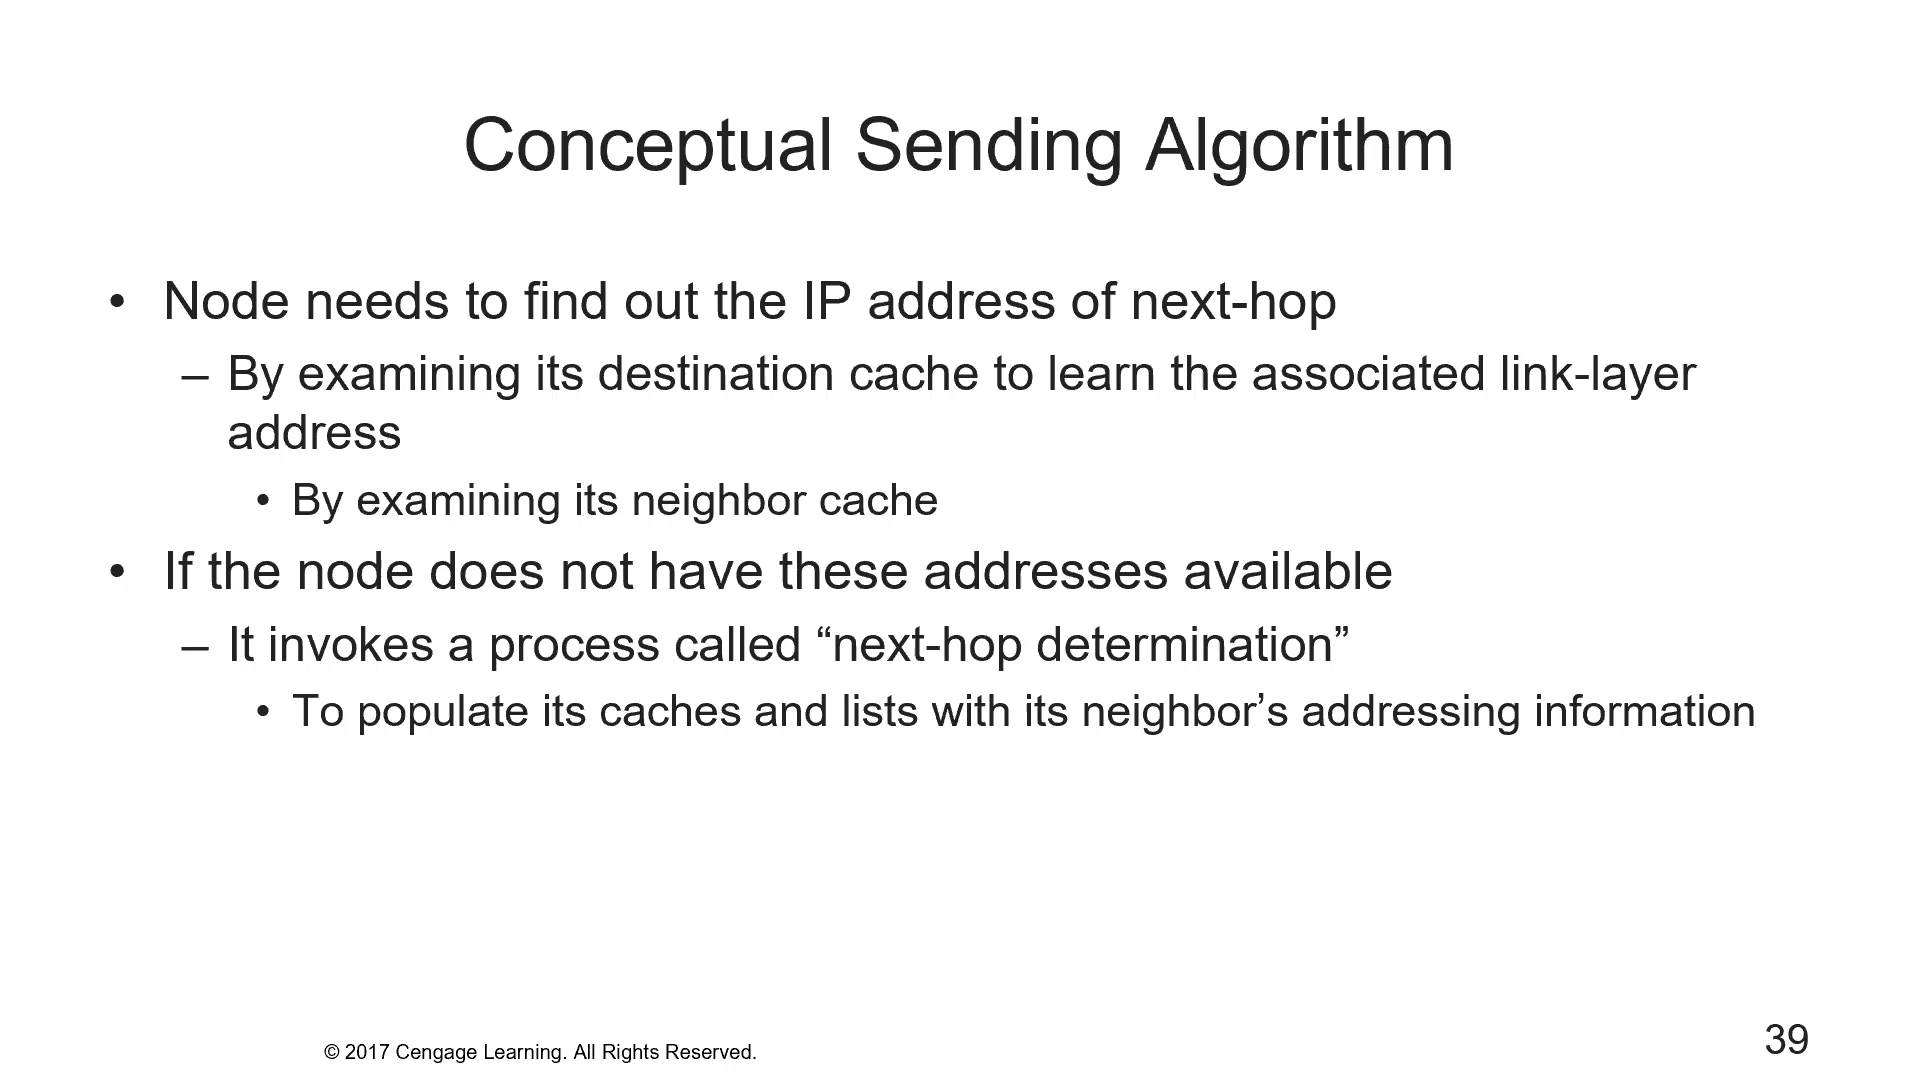 Conceptual Sending Algorithm
• Node needs to find out the IP address of next-hop
– By examining its destination cache to learn the associated link-layer
address
• By examining its neighbor cache
• If the node does not have these addresses available
– It invokes a process called “next-hop determination”
• To populate its caches and lists with its neighbor’s addressing information
© 2017 Cengage Learning. All Rights Reserved.
39